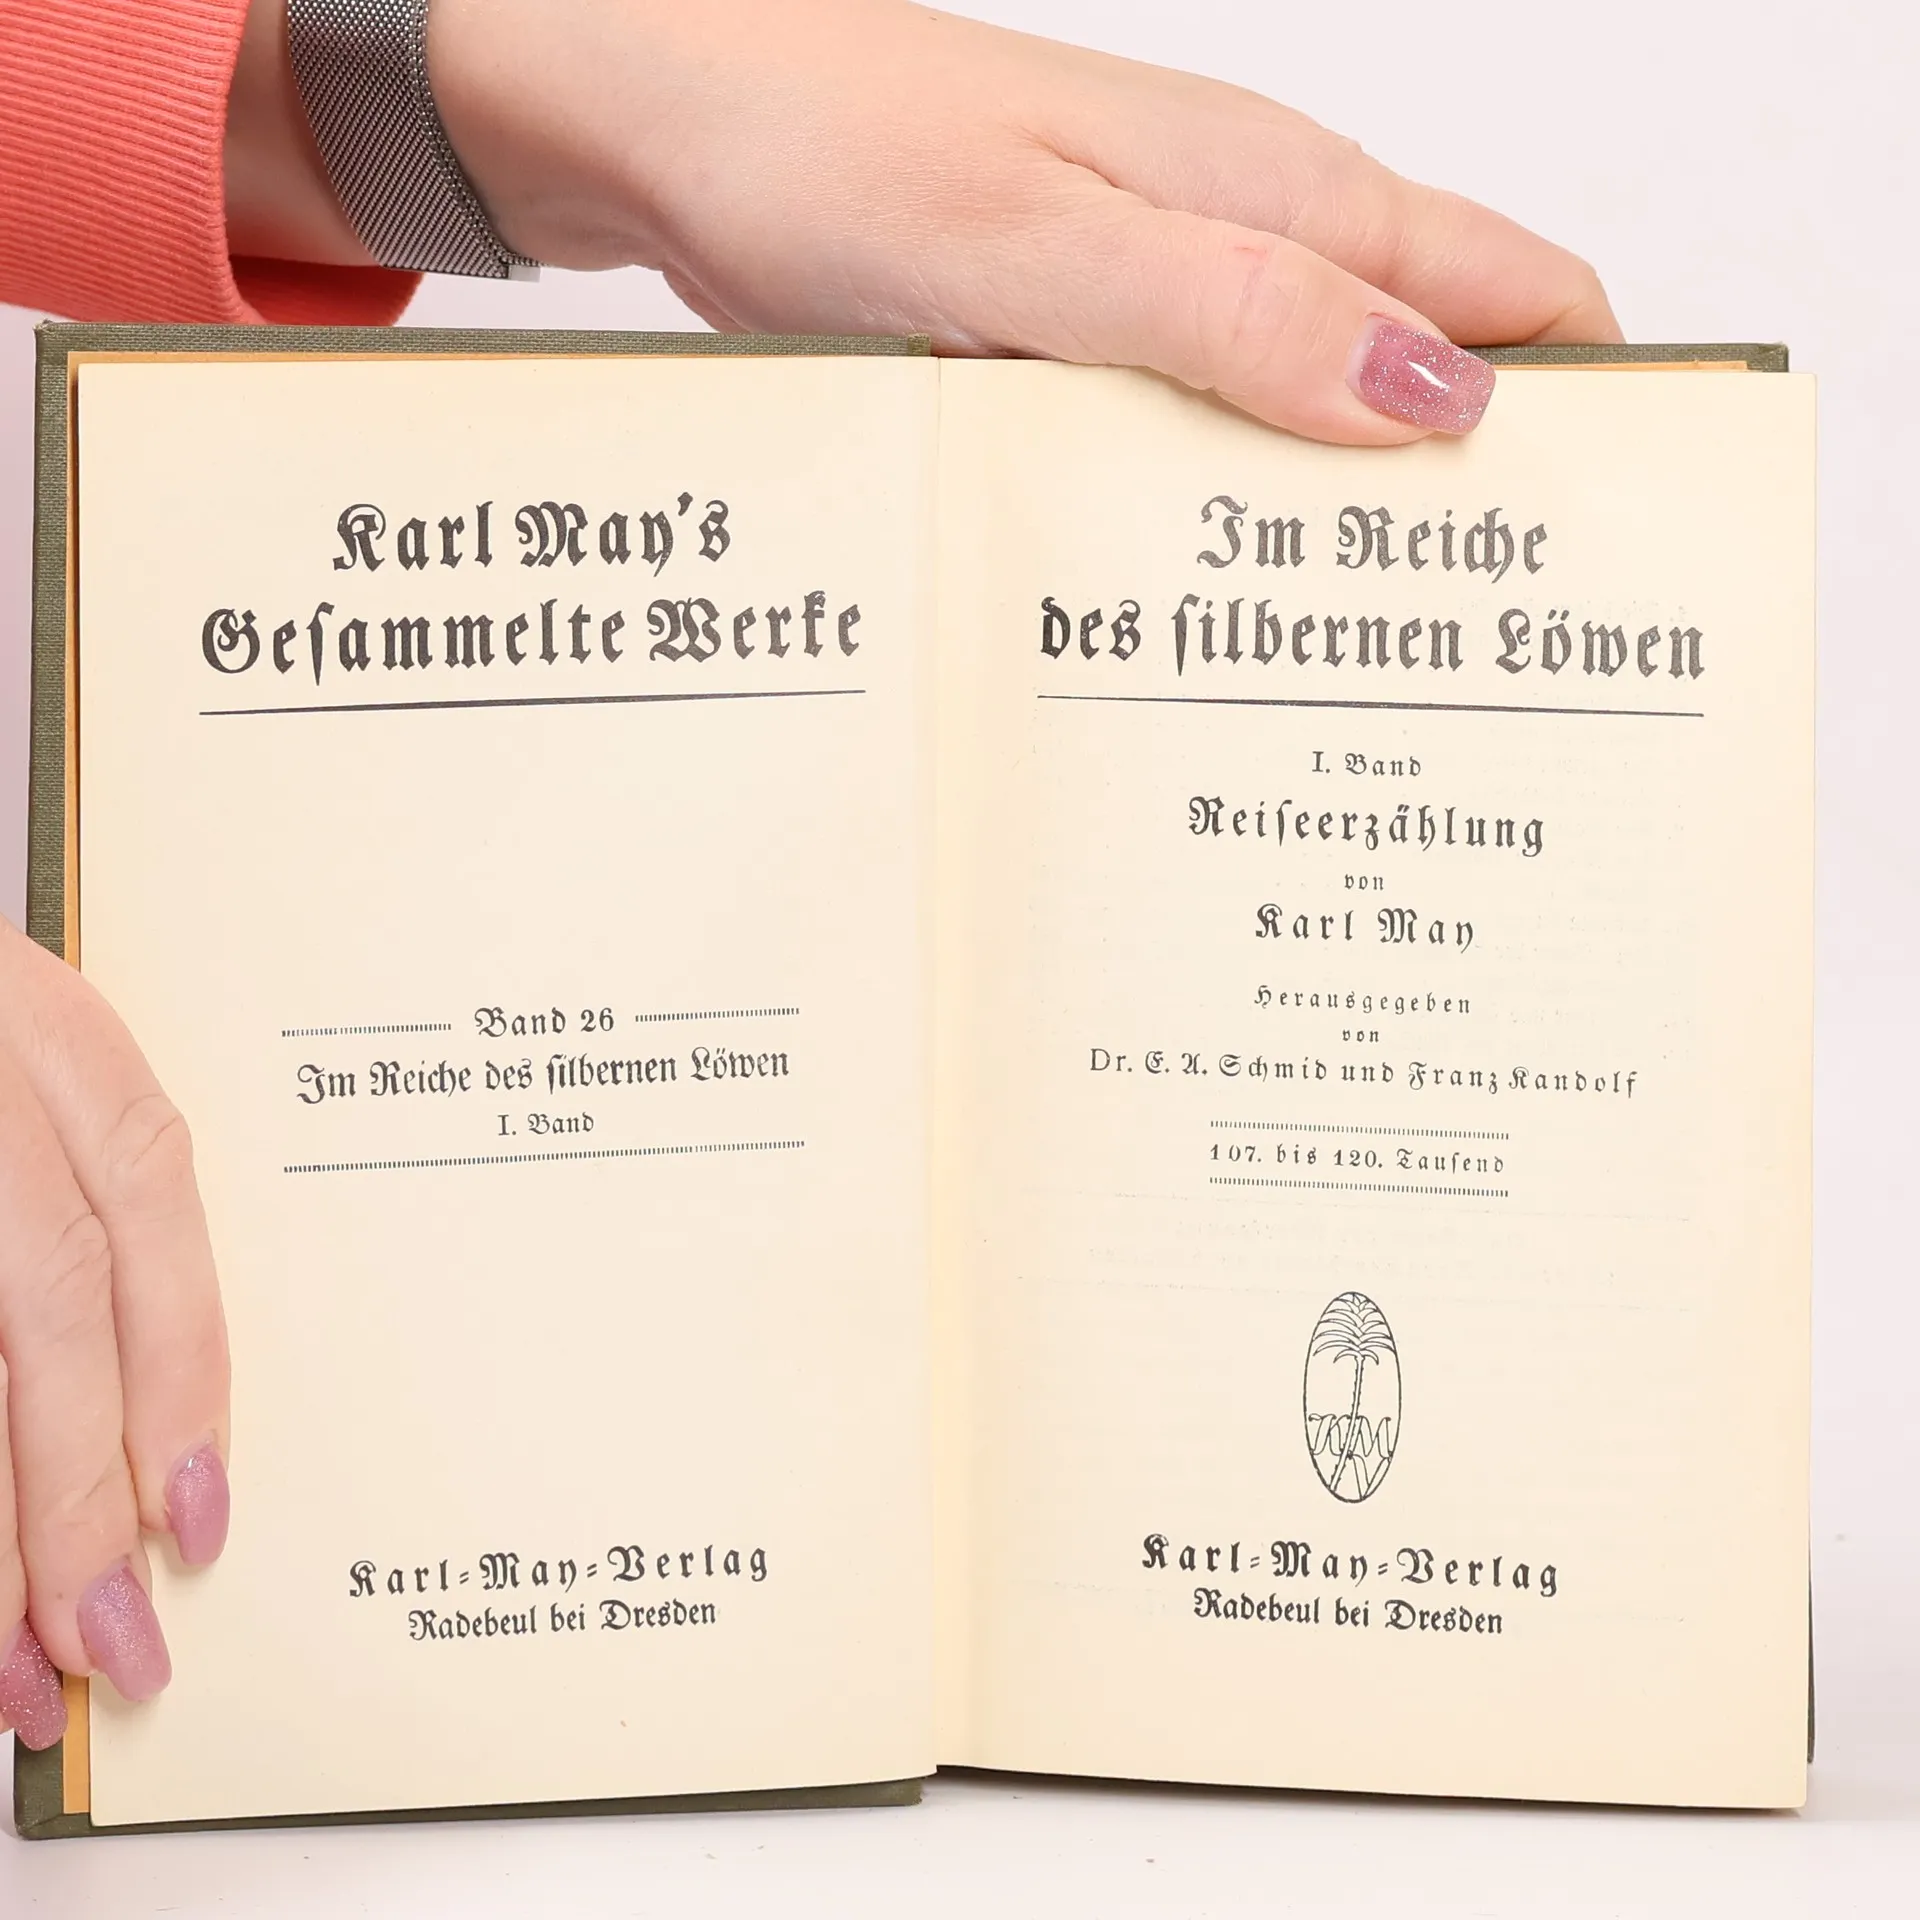 Karl May's
Geſammelte Werke
Band 26
Im Reiche des ſilbernen Löwen
I. Band
Karl-May-Verlag
Radebeul bei Dresden
Im Reiche
des ſilbernen Löwen
I. Band
Reiſeerzählung
von
Karl May
Herausgegeben
von
Dr. E. A. Schmid und Franz Kandolf
107. bis 120. Tauſend
KMV
Karl-May-Verlag
Radebeul bei Dresden